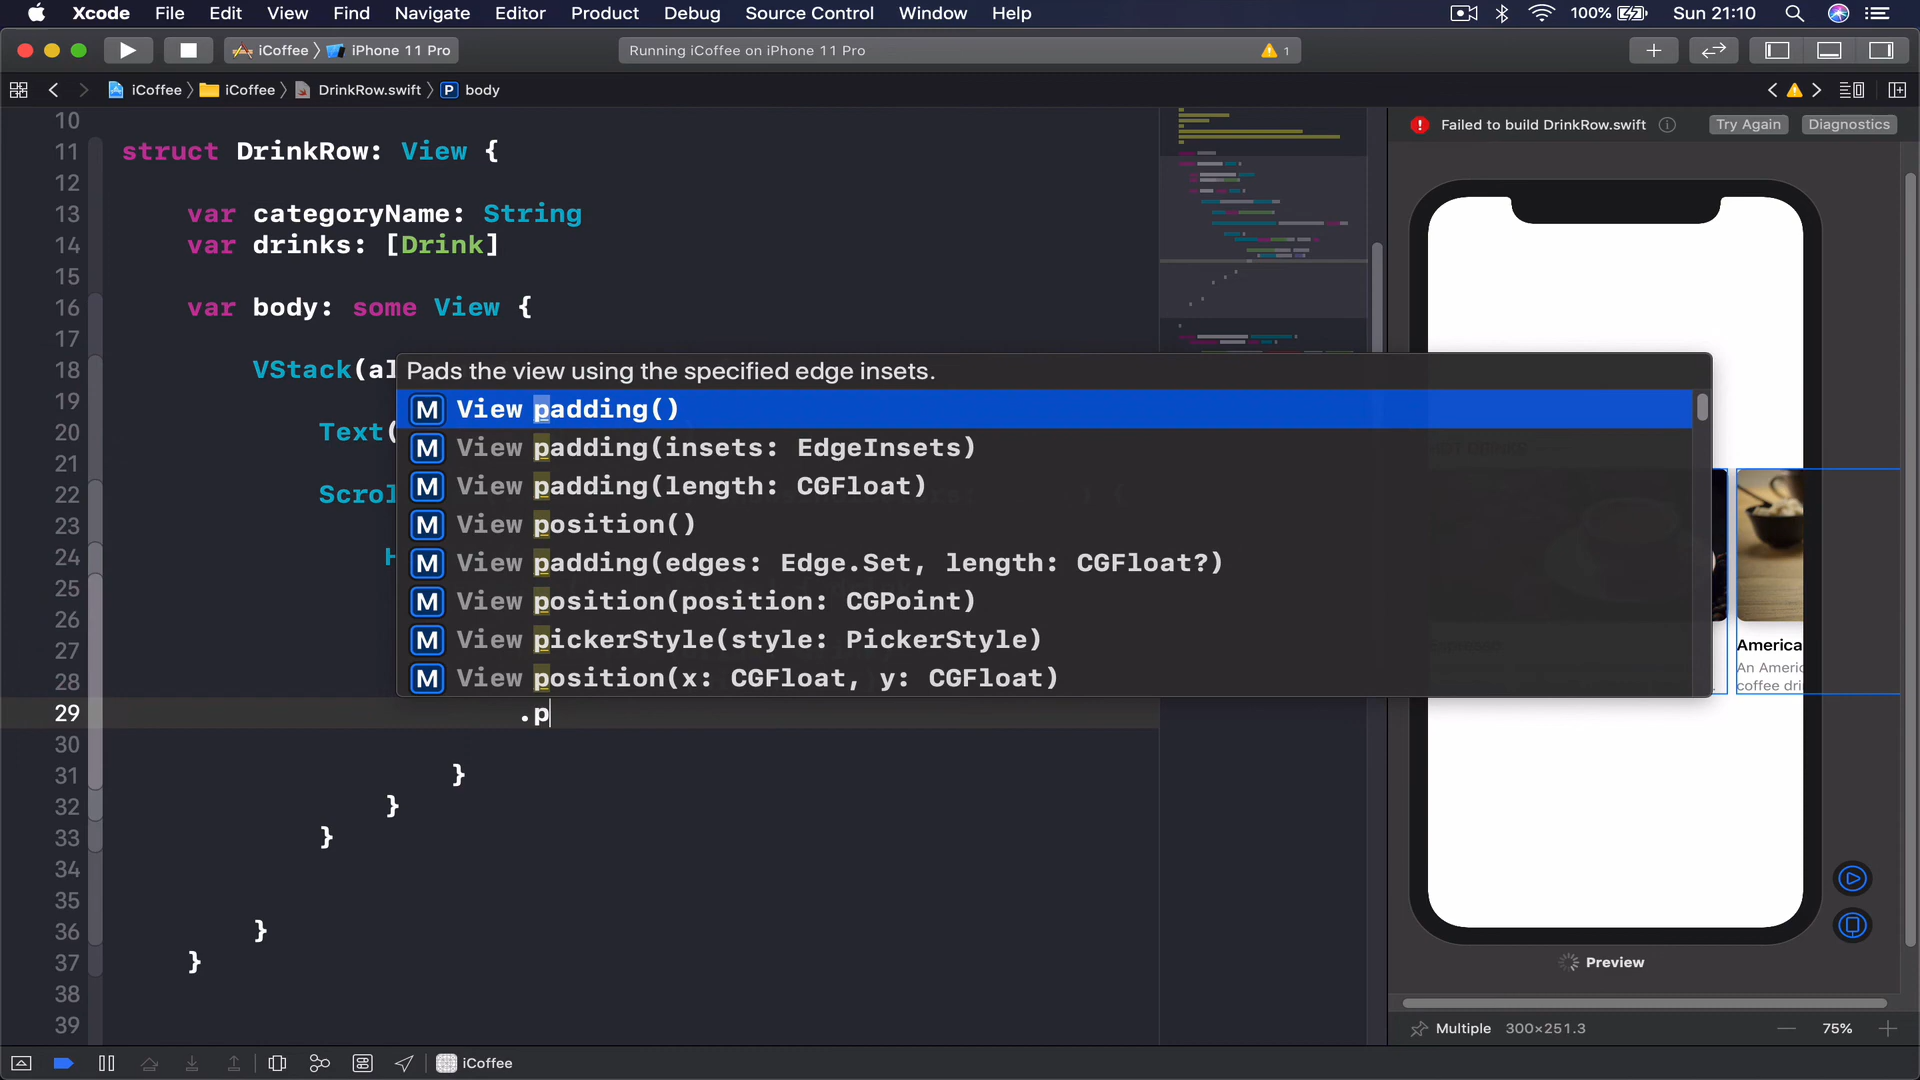 Xcode File Edit View Find Navigate Editor Product Debug Source Control Window Help 100% Sun 21:10
iCoffee iPhone 11 Pro Running iCoffee on iPhone 11 Pro 1
iCoffee iCoffee DrinkRow.swift P body
10
11 struct DrinkRow: View {
12
13 var categoryName: String
14 var drinks: [Drink]
15
16 var body: some View {
17
18 VStack(al
19
20 Text(
21
22 Scrol ) {
23
24 H
25
26
27
28
29 .p
30
31 }
32 }
33 }
34
35
36 }
37 }
38
39
Pads the view using the specified edge insets.
M View padding()
M View padding(insets: EdgeInsets)
M View padding(length: CGFloat)
M View position()
M View padding(edges: Edge.Set, length: CGFloat?)
M View position(position: CGPoint)
M View pickerStyle(style: PickerStyle)
M View position(x: CGFloat, y: CGFloat)
Failed to build DrinkRow.swift Try Again Diagnostics
Espresso
America
An Americ
coffee dri
Preview
Multiple 300×251.3 75%
iCoffee